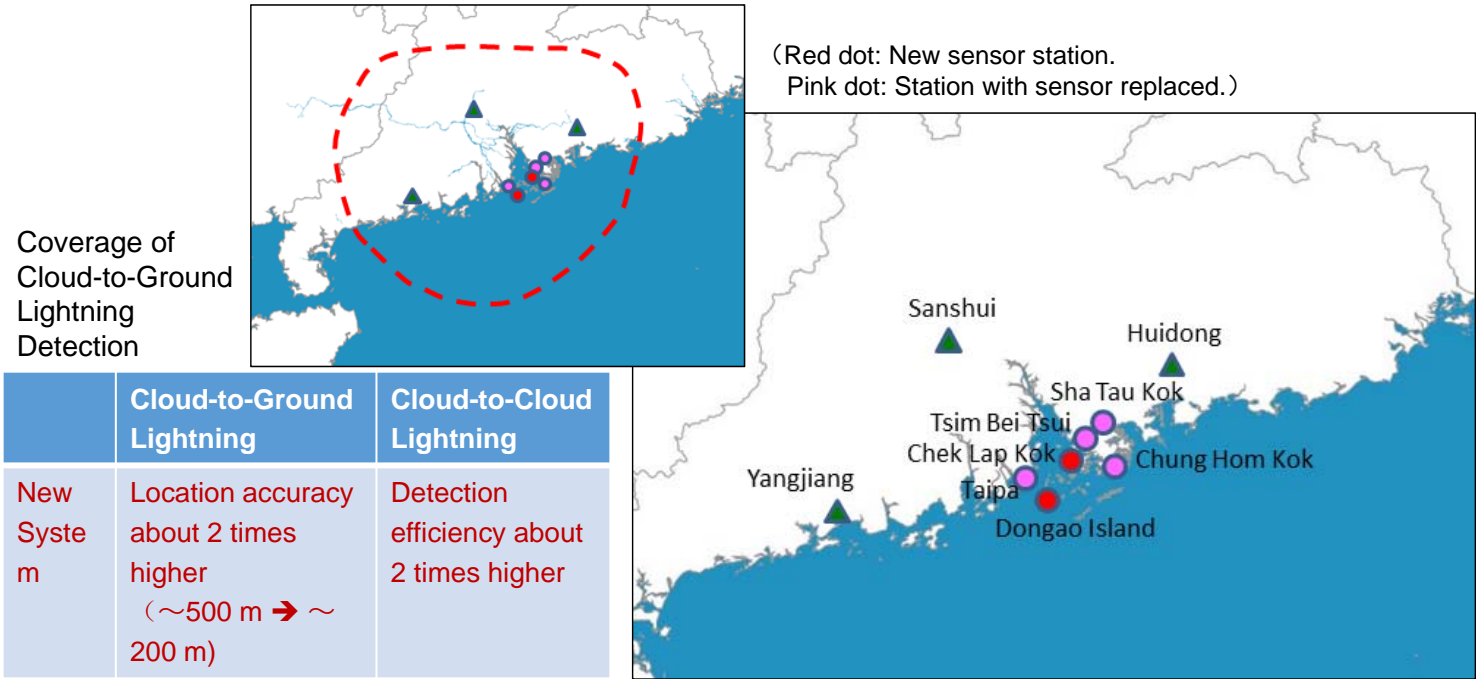 （Red dot: New sensor station.
Pink dot: Station with sensor replaced.）
Coverage of
Cloud-to-Ground
Lightning
Detection
Cloud-to-Ground
Lightning
Cloud-to-Cloud
Lightning
New
Syste
m
Location accuracy
about 2 times
higher
（～500 m ➔ ～
200 m)
Detection
efficiency about
2 times higher
Sanshui
Huidong
Sha Tau Kok
Tsim Bei Tsui
Chek Lap Kok
Chung Hom Kok
Yangjiang
Taipa
Dongao Island